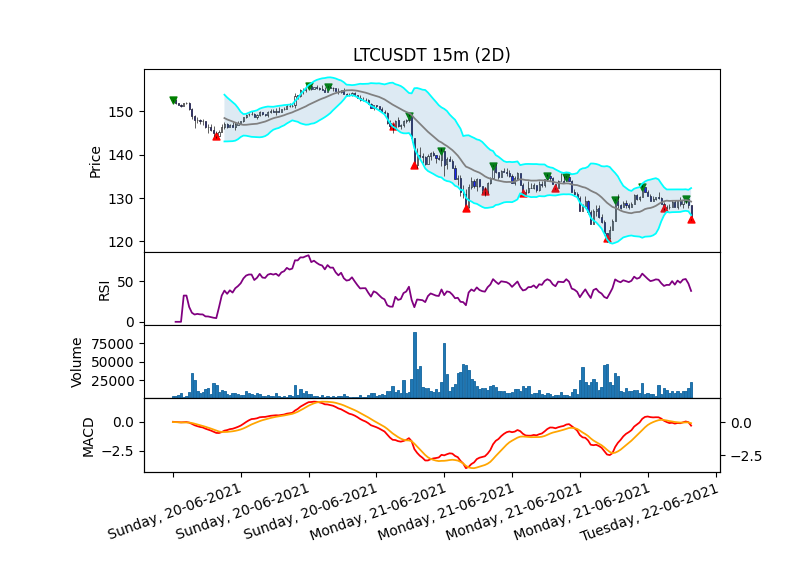 LTCUSDT 15m (2D)
Price
150
140
130
120
RSI
50
0
Volume
75000
50000
25000
MACD
0.0
−2.5
0.0
−2.5
Sunday, 20-06-2021
Sunday, 20-06-2021
Sunday, 20-06-2021
Monday, 21-06-2021
Monday, 21-06-2021
Monday, 21-06-2021
Monday, 21-06-2021
Tuesday, 22-06-2021